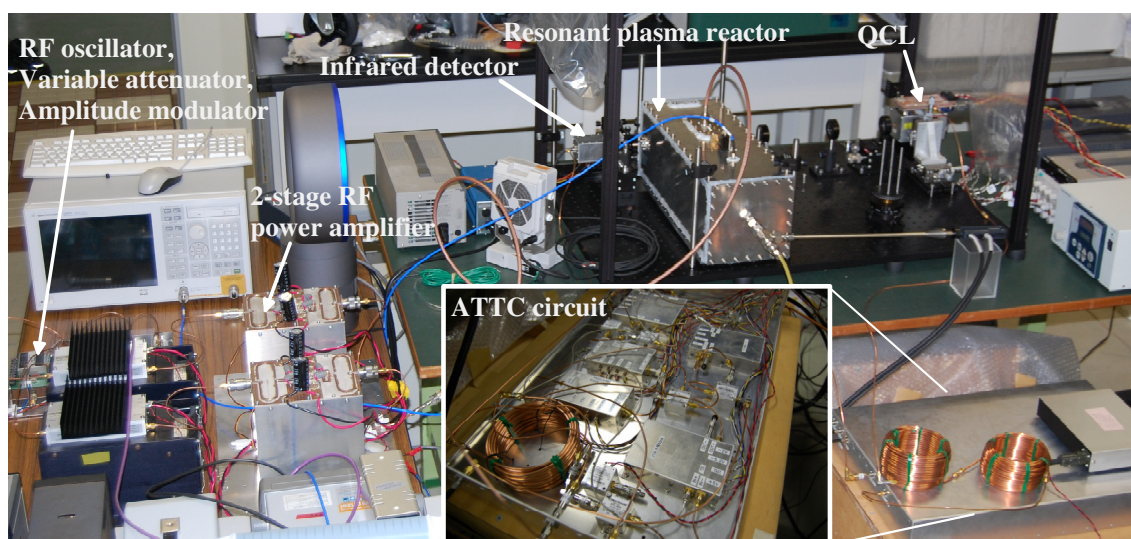 RF oscillator,
Variable attenuator,
Amplitude modulator
2-stage RF
power amplifier
Infrared detector
Resonant plasma reactor
QCL
ATTC circuit